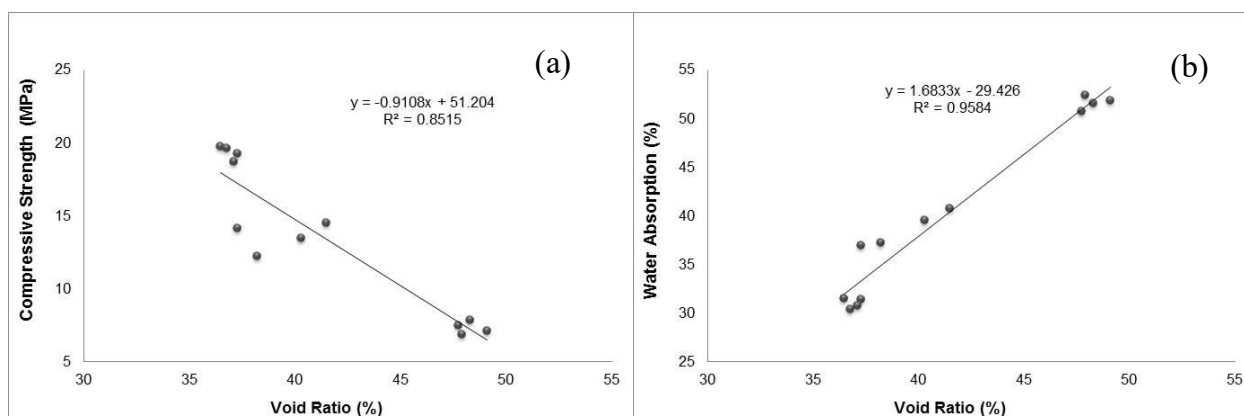 (a)
y = -0.9108x + 51.204
R² = 0.8515
Compressive Strength (MPa)
25
20
15
10
5
30
35
40
45
50
55
Void Ratio (%)
(b)
y = 1.6833x - 29.426
R² = 0.9584
Water Absorption (%)
55
50
45
40
35
30
25
30
35
40
45
50
55
Void Ratio (%)